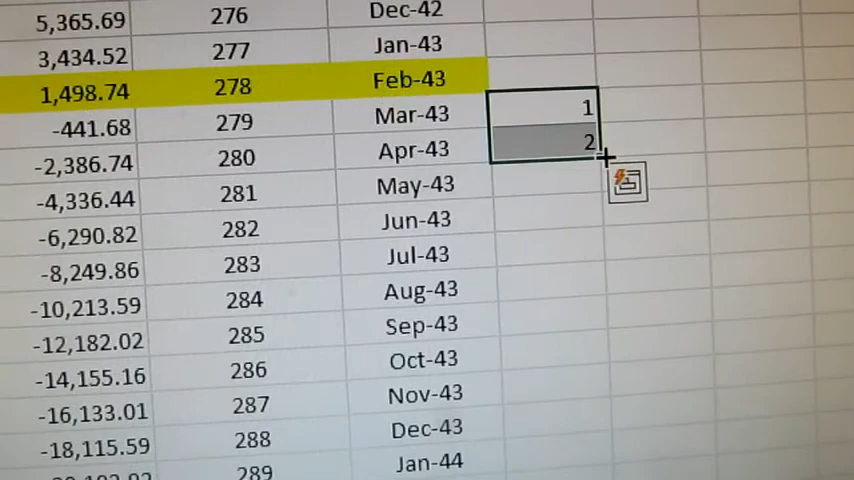 5,365.69 276 Dec-42
3,434.52 277 Jan-43
1,498.74 278 Feb-43
-441.68 279 Mar-43 1
-2,386.74 280 Apr-43 2
-4,336.44 281 May-43
-6,290.82 282 Jun-43
-8,249.86 283 Jul-43
-10,213.59 284 Aug-43
-12,182.02 285 Sep-43
-14,155.16 286 Oct-43
-16,133.01 287 Nov-43
-18,115.59 288 Dec-43
289 Jan-44